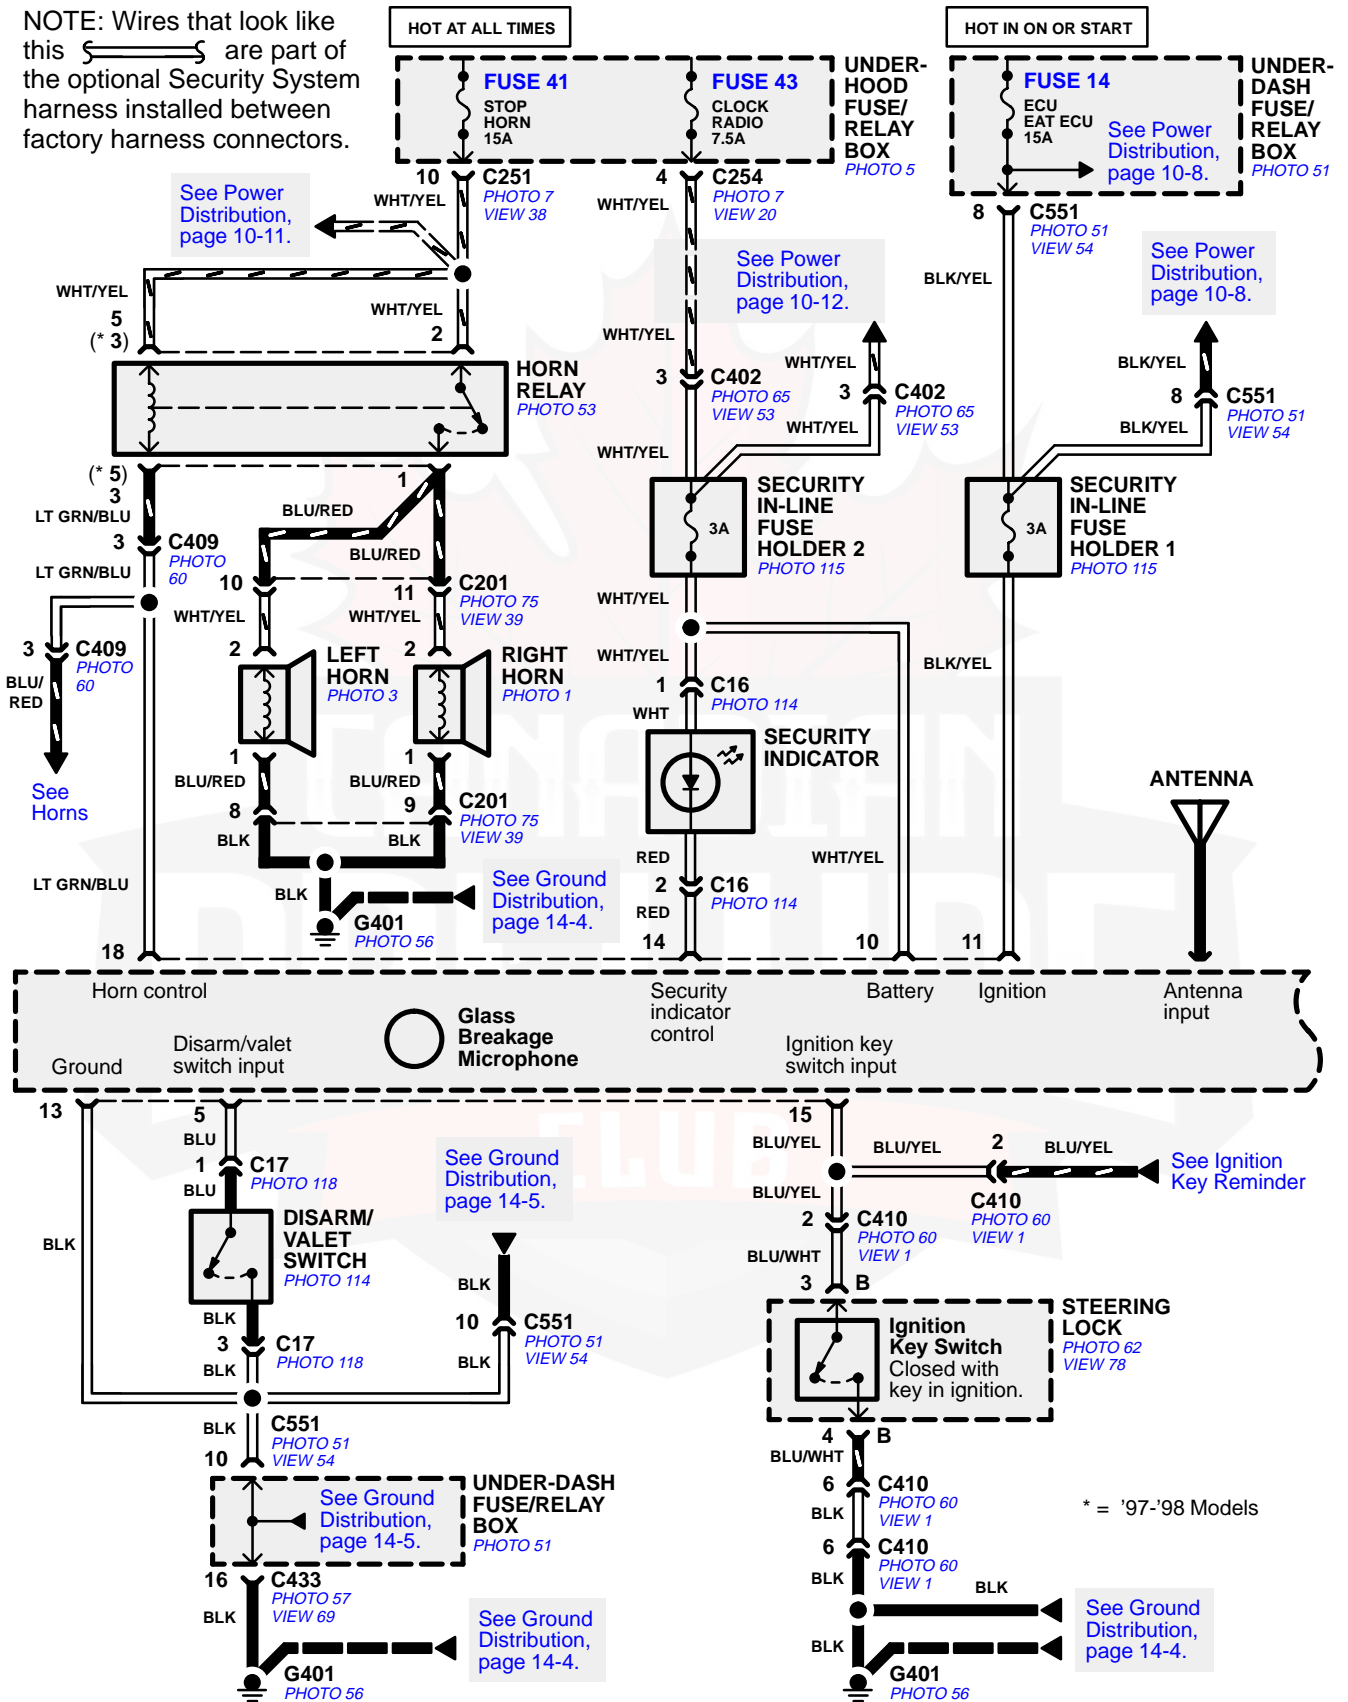 NOTE: Wires that look like
this are part of
the optional Security System
harness installed between
factory harness connectors.
HOT AT ALL TIMES
HOT IN ON OR START
FUSE 41
STOP
HORN
15A
FUSE 43
CLOCK
RADIO
7.5A
UNDER-
HOOD
FUSE/
RELAY
BOX
PHOTO 5
FUSE 14
ECU
EAT ECU
15A
See Power
Distribution,
page 10-8.
UNDER-
DASH
FUSE/
RELAY
BOX
PHOTO 51
10
C251
PHOTO 7
VIEW 38
WHT/YEL
4
C254
PHOTO 7
VIEW 20
WHT/YEL
8
C551
PHOTO 51
VIEW 54
BLK/YEL
See Power
Distribution,
page 10-11.
See Power
Distribution,
page 10-12.
See Power
Distribution,
page 10-8.
WHT/YEL
5
(* 3)
WHT/YEL
2
WHT/YEL
3
C402
PHOTO 65
VIEW 53
WHT/YEL
WHT/YEL
3
C402
PHOTO 65
VIEW 53
WHT/YEL
BLK/YEL
8
C551
PHOTO 51
VIEW 54
BLK/YEL
HORN
RELAY
PHOTO 53
(* 5)
3
LT GRN/BLU
3
C409
PHOTO
60
LT GRN/BLU
1
BLU/RED
BLU/RED
10
11
C201
PHOTO 75
VIEW 39
WHT/YEL
WHT/YEL
3A
SECURITY
IN-LINE
FUSE
HOLDER 2
PHOTO 115
3A
SECURITY
IN-LINE
FUSE
HOLDER 1
PHOTO 115
3
C409
PHOTO
60
BLU/
RED
See
Horns
2
LEFT
HORN
PHOTO 3
2
RIGHT
HORN
PHOTO 1
1
BLU/RED
8
BLK
1
BLU/RED
9
C201
PHOTO 75
VIEW 39
BLK
WHT/YEL
WHT/YEL
1
C16
PHOTO 114
WHT
SECURITY
INDICATOR
BLK/YEL
ANTENNA
RED
2
C16
PHOTO 114
RED
WHT/YEL
LT GRN/BLU
BLK
G401
PHOTO 56
See Ground
Distribution,
page 14-4.
18
14
10
11
Horn control
Security
indicator
control
Battery
Ignition
Antenna
input
Glass
Breakage
Microphone
Ground
Disarm/valet
switch input
Ignition key
switch input
13
5
15
BLU
1
C17
PHOTO 118
BLU
DISARM/
VALET
SWITCH
PHOTO 114
BLK
BLK
3
C17
PHOTO 118
BLK
See Ground
Distribution,
page 14-5.
BLK
10
C551
PHOTO 51
VIEW 54
BLK
BLK
C551
PHOTO 51
VIEW 54
10
See Ground
Distribution,
page 14-5.
UNDER-DASH
FUSE/RELAY
BOX
PHOTO 51
16
C433
PHOTO 57
VIEW 69
BLK
G401
PHOTO 56
See Ground
Distribution,
page 14-4.
BLU/YEL
BLU/YEL
2
BLU/YEL
C410
PHOTO 60
VIEW 1
See Ignition
Key Reminder
BLU/YEL
2
C410
PHOTO 60
VIEW 1
BLU/WHT
3
B
Ignition
Key Switch
Closed with
key in ignition.
STEERING
LOCK
PHOTO 62
VIEW 78
4
B
BLU/WHT
6
C410
PHOTO 60
VIEW 1
BLK
6
C410
PHOTO 60
VIEW 1
BLK
BLK
BLK
G401
PHOTO 56
See Ground
Distribution,
page 14-4.
* = '97-'98 Models
CANADIAN
PRELUDE
CLUB